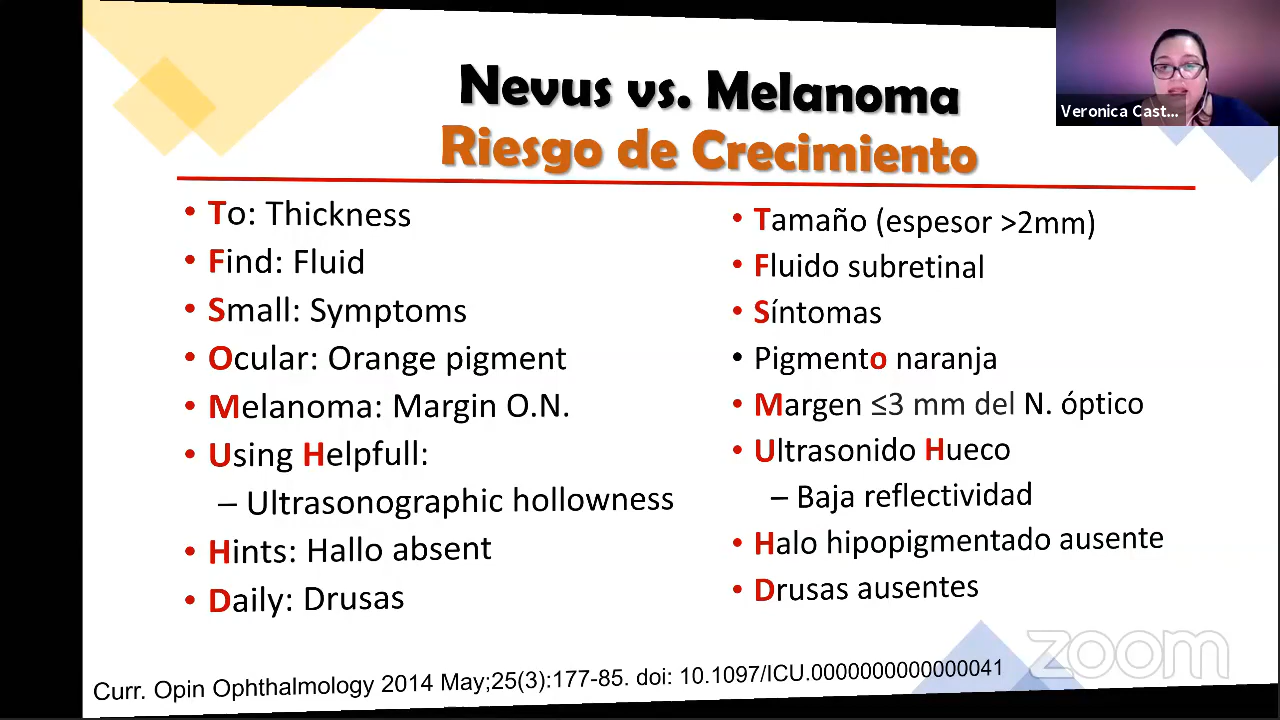 Nevus vs. Melanoma
Riesgo de Crecimiento
Veronica Cast...
• To: Thickness
• Find: Fluid
• Small: Symptoms
• Ocular: Orange pigment
• Melanoma: Margin O.N.
• Using Helpfull:
– Ultrasonographic hollowness
• Hints: Hallo absent
• Daily: Drusas
• Tamaño (espesor >2mm)
• Fluido subretinal
• Síntomas
• Pigmento naranja
• Margen ≤3 mm del N. óptico
• Ultrasonido Hueco
– Baja reflectividad
• Halo hipopigmentado ausente
• Drusas ausentes
Curr. Opin Ophthalmology 2014 May;25(3):177-85. doi: 10.1097/ICU.0000000000000041
zoom